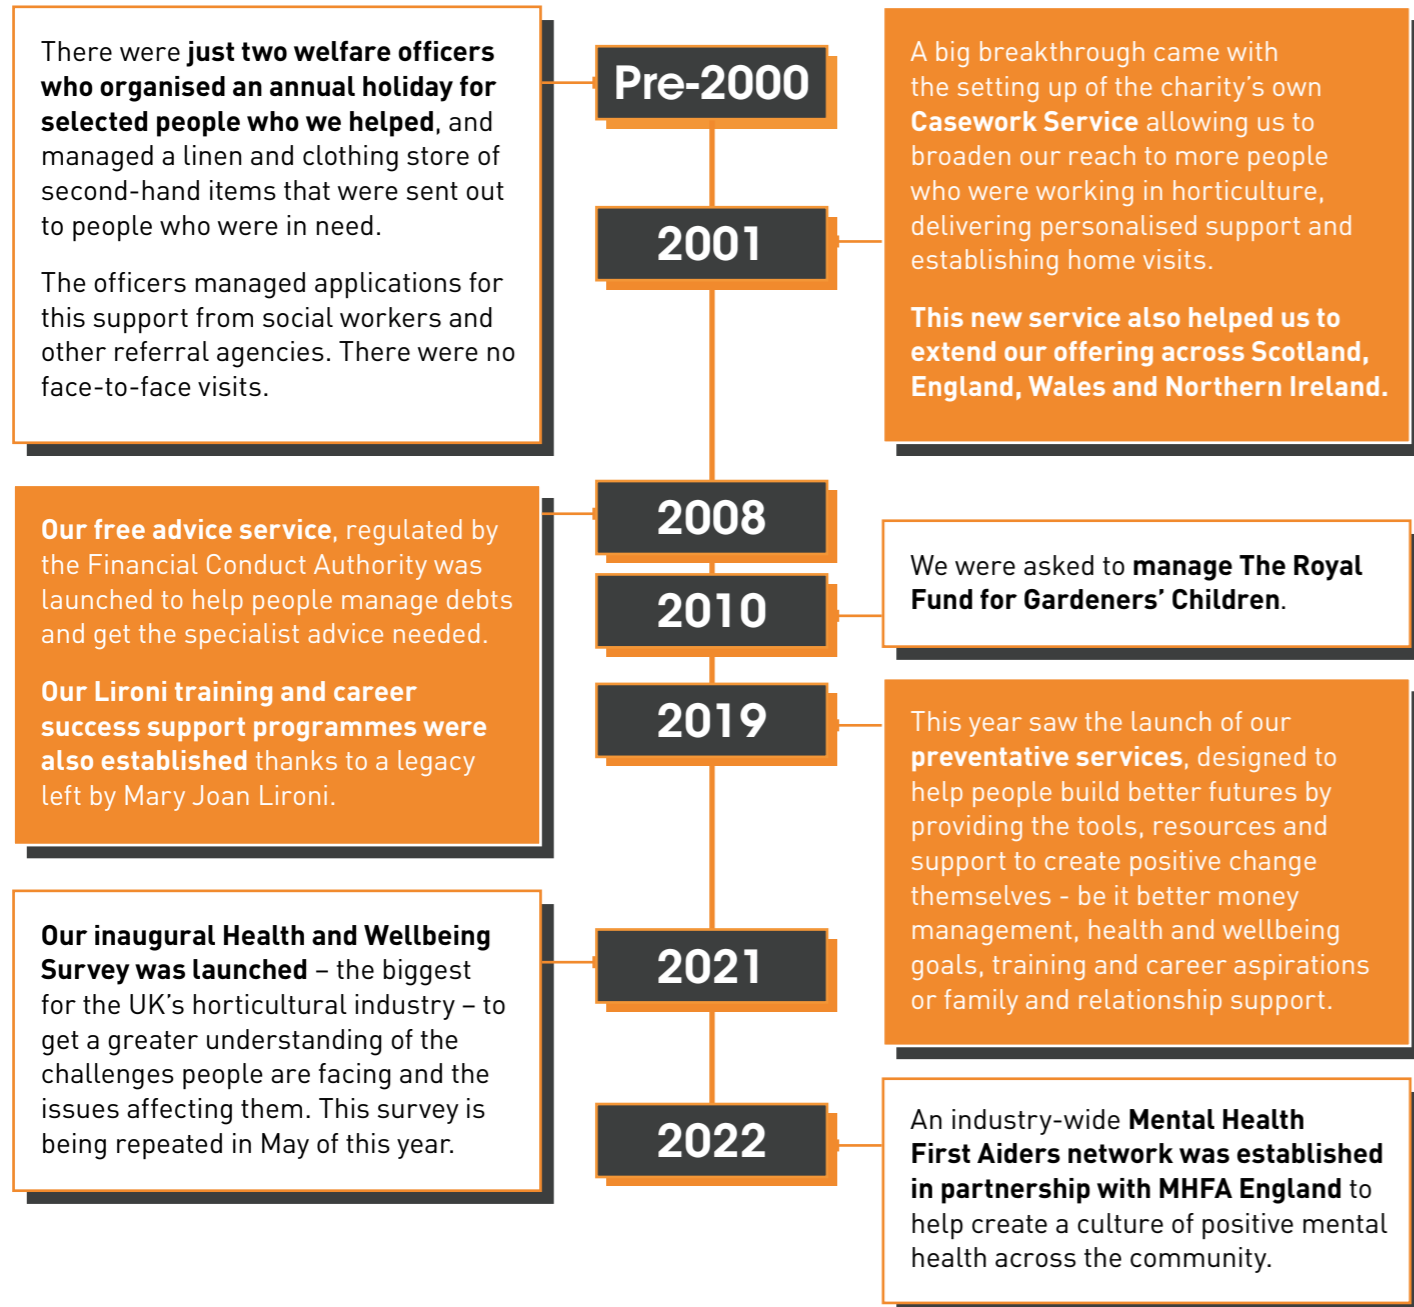 Pre-2000
There were just two welfare officers
who organised an annual holiday for
selected people who we helped, and
managed a linen and clothing store of
second-hand items that were sent out
to people who were in need.
The officers managed applications for
this support from social workers and
other referral agencies. There were no
face-to-face visits.
2001
A big breakthrough came with
the setting up of the charity’s own
Casework Service allowing us to
broaden our reach to more people
who were working in horticulture,
delivering personalised support and
establishing home visits.
This new service also helped us to
extend our offering across Scotland,
England, Wales and Northern Ireland.
2008
Our free advice service, regulated by
the Financial Conduct Authority was
launched to help people manage debts
and get the specialist advice needed.
Our Lironi training and career
success support programmes were
also established thanks to a legacy
left by Mary Joan Lironi.
2010
We were asked to manage The Royal
Fund for Gardeners’ Children.
2019
This year saw the launch of our
preventative services, designed to
help people build better futures by
providing the tools, resources and
support to create positive change
themselves - be it better money
management, health and wellbeing
goals, training and career aspirations
or family and relationship support.
2021
Our inaugural Health and Wellbeing
Survey was launched – the biggest
for the UK’s horticultural industry – to
get a greater understanding of the
challenges people are facing and the
issues affecting them. This survey is
being repeated in May of this year.
2022
An industry-wide Mental Health
First Aiders network was established
in partnership with MHFA England to
help create a culture of positive mental
health across the community.